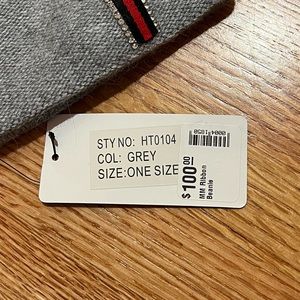 STY NO: HT0104
COL: GREY
SIZE:ONE SIZE
$100.00
MM Ribbon
Beanie